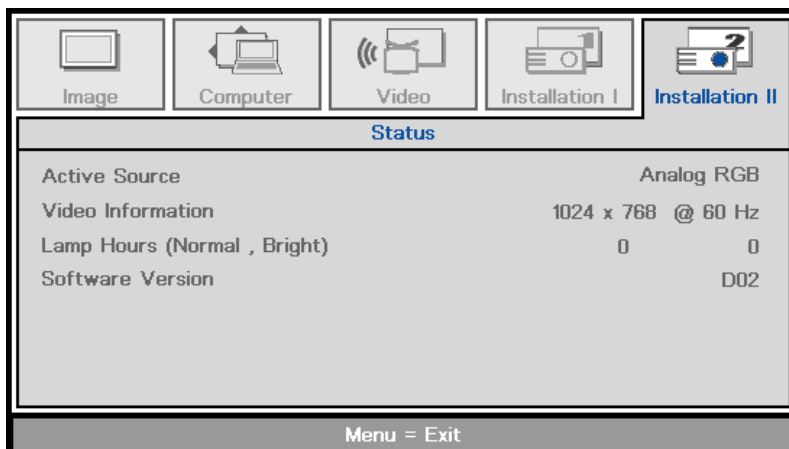 Image Computer Video Installation I Installation II
Status
Active Source Analog RGB
Video Information 1024 x 768 @ 60 Hz
Lamp Hours (Normal , Bright) 0 0
Software Version D02
Menu = Exit